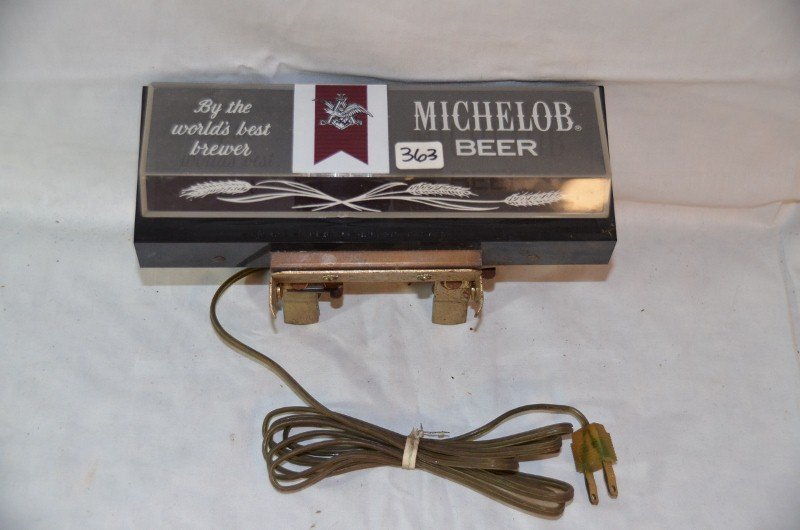 By the
world's best
brewer
MICHELOB®
BEER
363